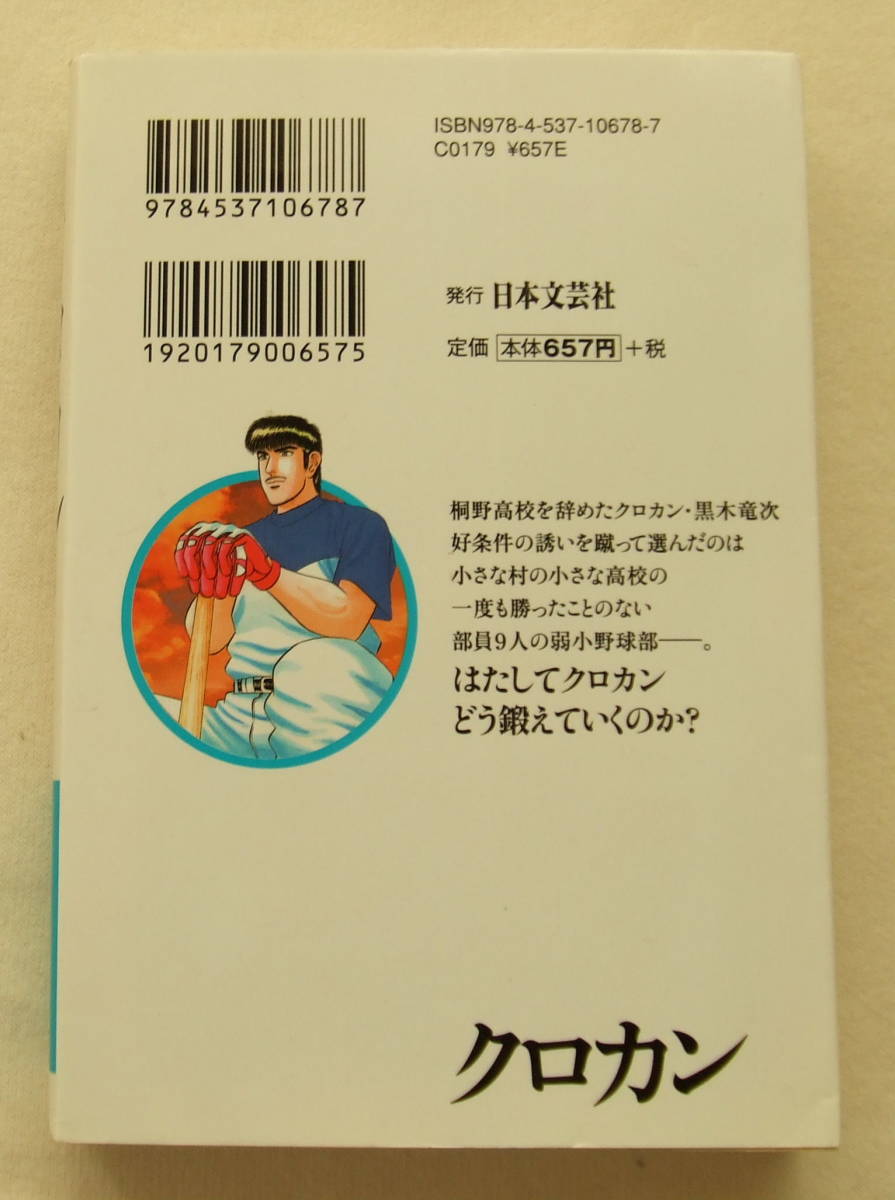 ISBN978-4-537-10678-7
C0179 ¥657E
9784537106787
1920179006575
発行 日本文芸社
定価 本体657円+税
桐野高校を辞めたクロカン・黒木竜次
好条件の誘いを蹴って選んだのは
小さな村の小さな高校の
一度も勝ったことのない
部員9人の弱小野球部──。
はたしてクロカン
どう鍛えていくのか?
クロカン